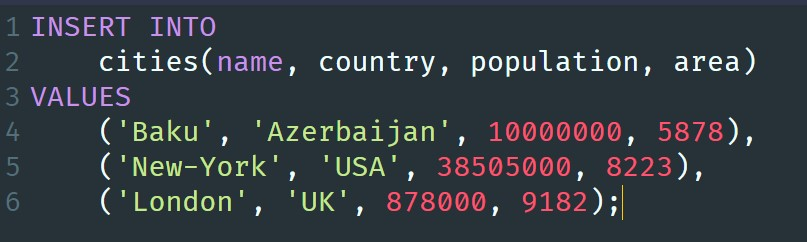 1 INSERT INTO
2 cities(name, country, population, area)
3 VALUES
4 ('Baku', 'Azerbaijan', 10000000, 5878),
5 ('New-York', 'USA', 38505000, 8223),
6 ('London', 'UK', 878000, 9182);